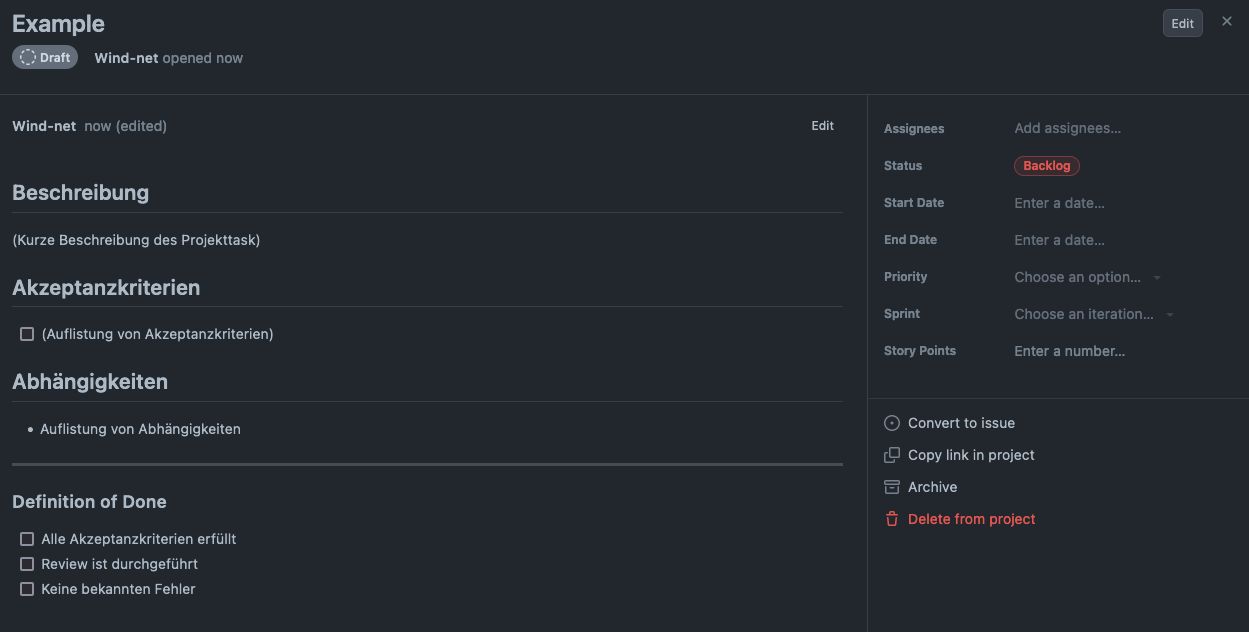 Example
Edit
Draft
Wind-net opened now
Wind-net now (edited)
Edit
Beschreibung
(Kurze Beschreibung des Projekttask)
Akzeptanzkriterien
(Auflistung von Akzeptanzkriterien)
Abhängigkeiten
• Auflistung von Abhängigkeiten
Definition of Done
Alle Akzeptanzkriterien erfüllt
Review ist durchgeführt
Keine bekannten Fehler
Assignees Add assignees...
Status Backlog
Start Date Enter a date...
End Date Enter a date...
Priority Choose an option...
Sprint Choose an iteration...
Story Points Enter a number...
Convert to issue
Copy link in project
Archive
Delete from project